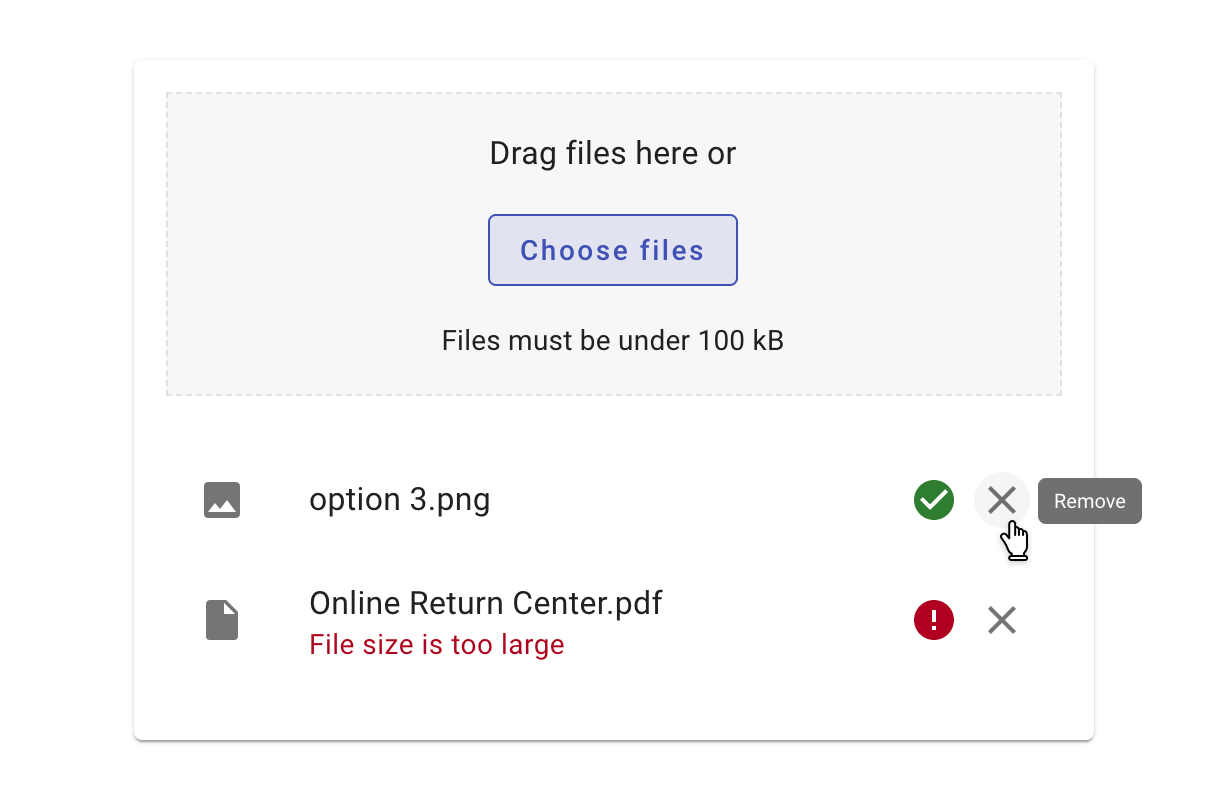 Drag files here or
Choose files
Files must be under 100 kB
option 3.png
Remove
Online Return Center.pdf
File size is too large